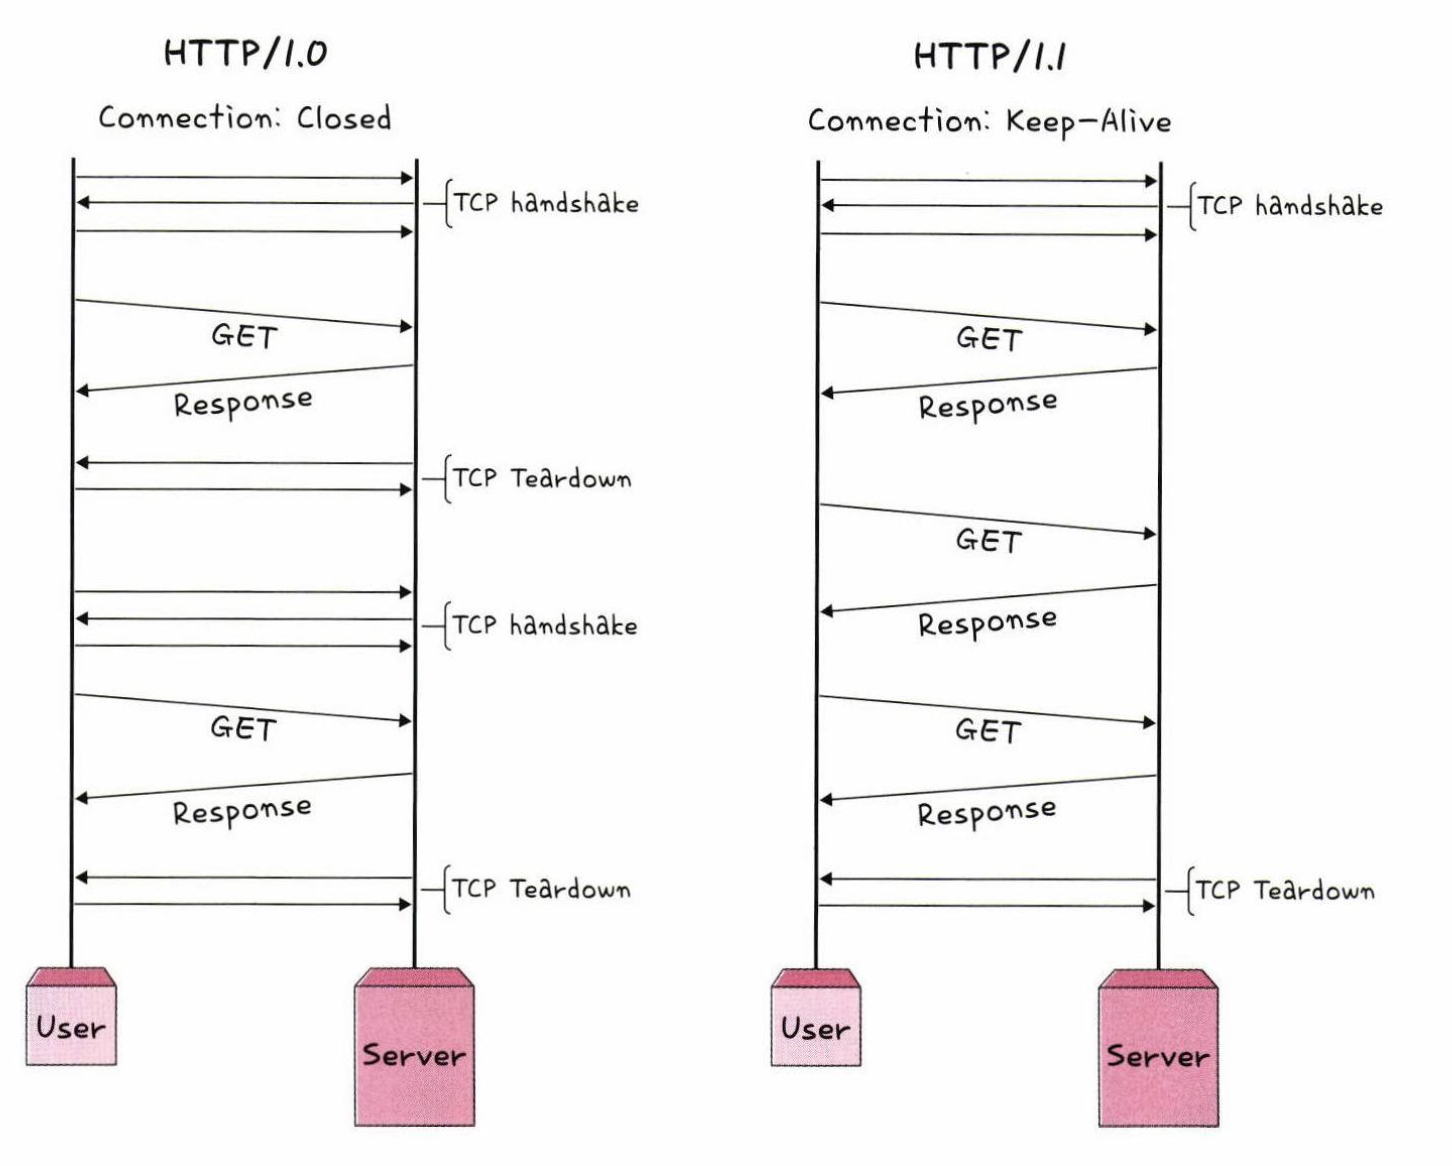 HTTP/1.0
Connection: Closed
TCP handshake
GET
Response
TCP Teardown
TCP handshake
GET
Response
TCP Teardown
User
Server
HTTP/1.1
Connection: Keep-Alive
TCP handshake
GET
Response
GET
Response
GET
Response
TCP Teardown
User
Server